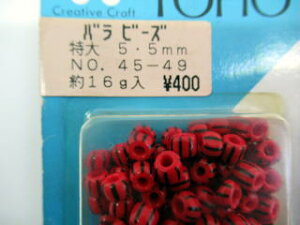 Creative Craft
TOHO
バラ ビーズ
特大 5.5mm
NO. 45-49
約16g入 ¥400